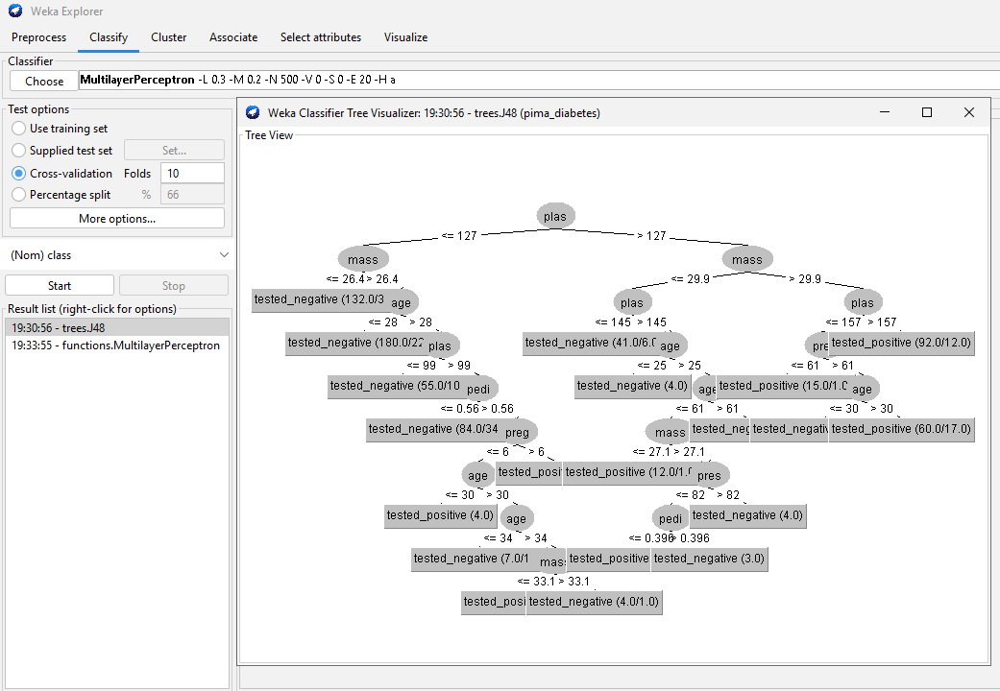 Weka Explorer
Preprocess Classify Cluster Associate Select attributes Visualize
Classifier
Choose MultilayerPerceptron -L 0.3 -M 0.2 -N 500 -V 0 -S 0 -E 20 -H a
Test options
Use training set
Supplied test set Set...
Cross-validation Folds 10
Percentage split % 66
More options...
(Nom) class
Start Stop
Result list (right-click for options)
19:30:56 - trees.J48
19:33:55 - functions.MultilayerPerceptron
Weka Classifier Tree Visualizer: 19:30:56 - trees.J48 (pima_diabetes)
Tree View
plas
<= 127 > 127
mass mass
<= 26.4 > 26.4 <= 29.9 > 29.9
tested_negative (132.0/3 age plas plas
<= 28 > 28 <= 145 > 145 <= 157 > 157
tested_negative (180.0/22 plas tested_negative (41.0/6.0 age pre tested_positive (92.0/12.0)
<= 99 > 99 <= 25 > 25 <= 61 > 61
tested_negative (55.0/10 pedi tested_negative (4.0) age tested_positive (15.0/1.0 age
<= 0.56 > 0.56 <= 61 > 61 <= 30 > 30
tested_negative (84.0/34 preg mass tested_neg tested_negativ tested_positive (60.0/17.0)
<= 6 > 6 <= 27.1 > 27.1
age tested_posit tested_positive (12.0/1.0 pres
<= 30 > 30 <= 82 > 82
tested_positive (4.0) age pedi tested_negative (4.0)
<= 34 > 34 <= 0.396 > 0.396
tested_negative (7.0/1 mass tested_positive tested_negative (3.0)
<= 33.1 > 33.1
tested_posi tested_negative (4.0/1.0)